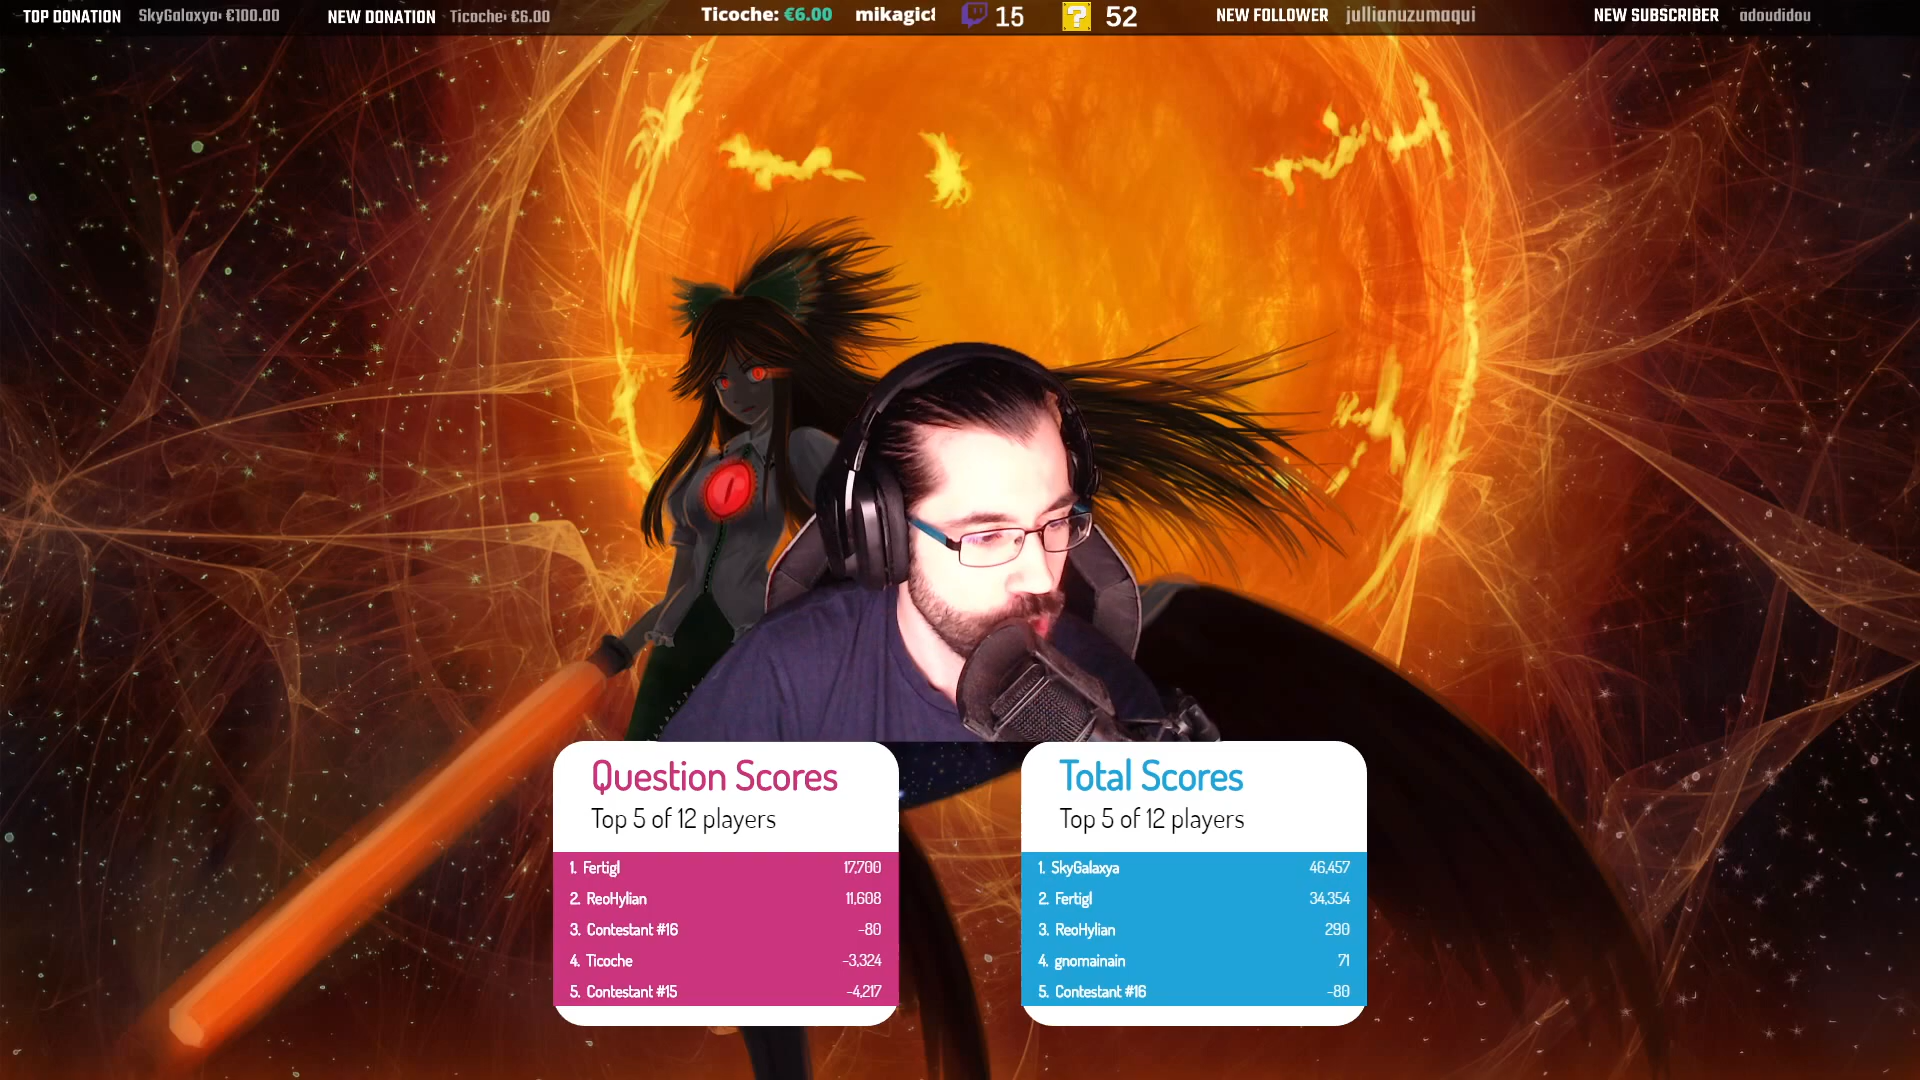 TOP DONATION SkyGalaxya: €100.00 NEW DONATION Ticoche: €6.00 Ticoche: €6.00 15 ? 52 NEW FOLLOWER jullianuzumaqui NEW SUBSCRIBER adoudidou
Question Scores
Top 5 of 12 players
1. Fertigl 17,700
2. ReoHylian 11,608
3. Contestant #16 -80
4. Ticoche -3,324
5. Contestant #15 -4,217
Total Scores
Top 5 of 12 players
1. SkyGalaxya 46,457
2. Fertigl 34,354
3. ReoHylian 290
4. gnomainain 71
5. Contestant #16 -80